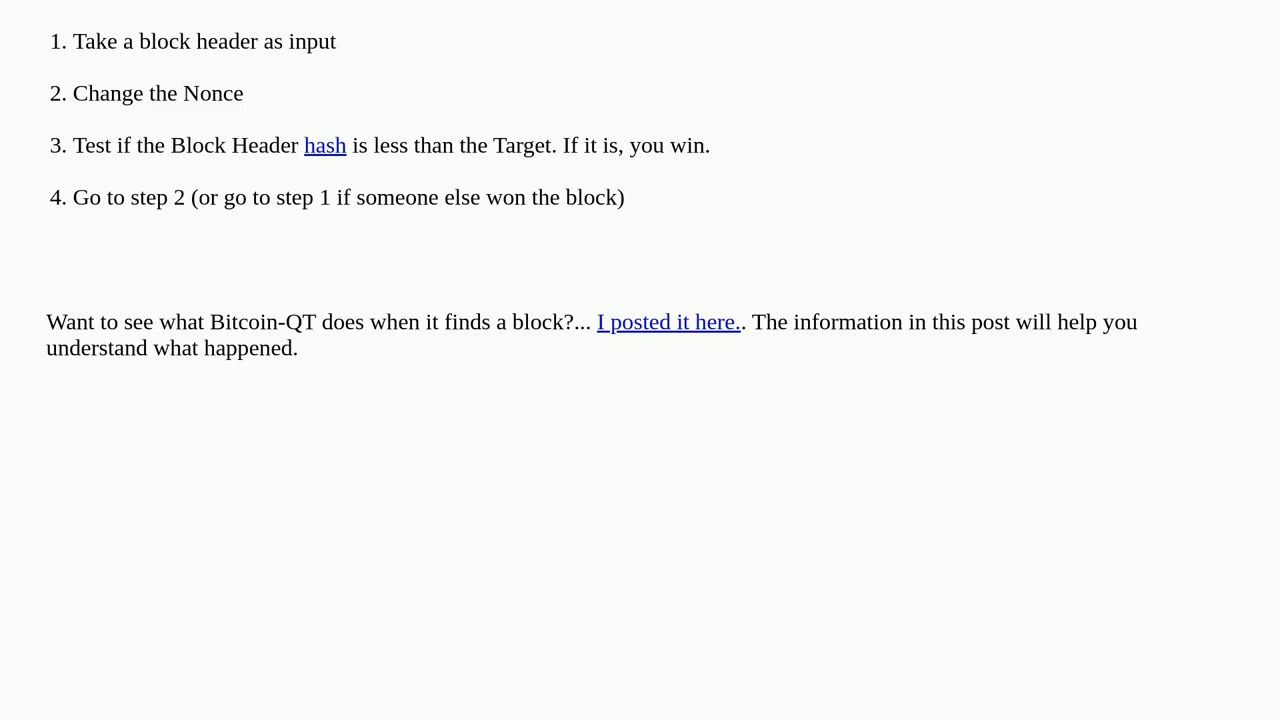 1. Take a block header as input
2. Change the Nonce
3. Test if the Block Header hash is less than the Target. If it is, you win.
4. Go to step 2 (or go to step 1 if someone else won the block)
Want to see what Bitcoin-QT does when it finds a block?... I posted it here.. The information in this post will help you
understand what happened.